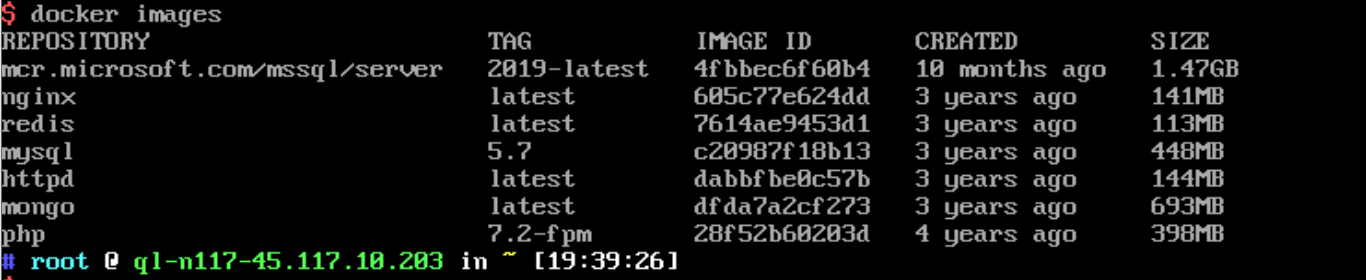 $ docker images
REPOSITORY TAG IMAGE ID CREATED SIZE
mcr.microsoft.com/mssql/server 2019-latest 4fbbec6f60b4 10 months ago 1.47GB
nginx latest 605c77e624dd 3 years ago 141MB
redis latest 7614ae9453d1 3 years ago 113MB
mysql 5.7 c20987f18b13 3 years ago 448MB
httpd latest dabbfbe0c57b 3 years ago 144MB
mongo latest dfda7a2cf273 3 years ago 693MB
php 7.2-fpm 28f52b60203d 4 years ago 398MB
# root @ ql-n117-45.117.10.203 in ~ [19:39:26]